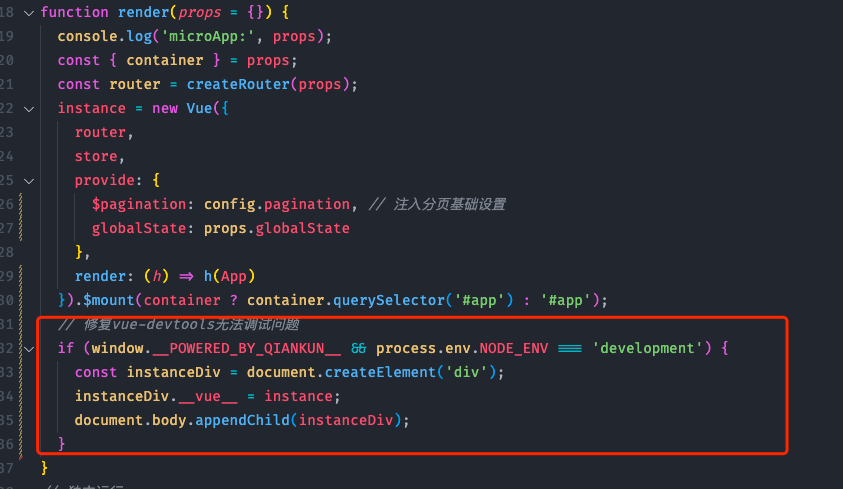 18 function render(props = {}) {
19 console.log('microApp:', props);
20 const { container } = props;
21 const router = createRouter(props);
22 instance = new Vue({
23 router,
24 store,
25 provide: {
26 $pagination: config.pagination, // 注入分页基础设置
27 globalState: props.globalState
28 },
29 render: (h) => h(App)
30 }).$mount(container ? container.querySelector('#app') : '#app');
31 // 修复vue-devtools无法调试问题
32 if (window.__POWERED_BY_QIANKUN__ && process.env.NODE_ENV === 'development') {
33 const instanceDiv = document.createElement('div');
34 instanceDiv.__vue__ = instance;
35 document.body.appendChild(instanceDiv);
36 }
37 }